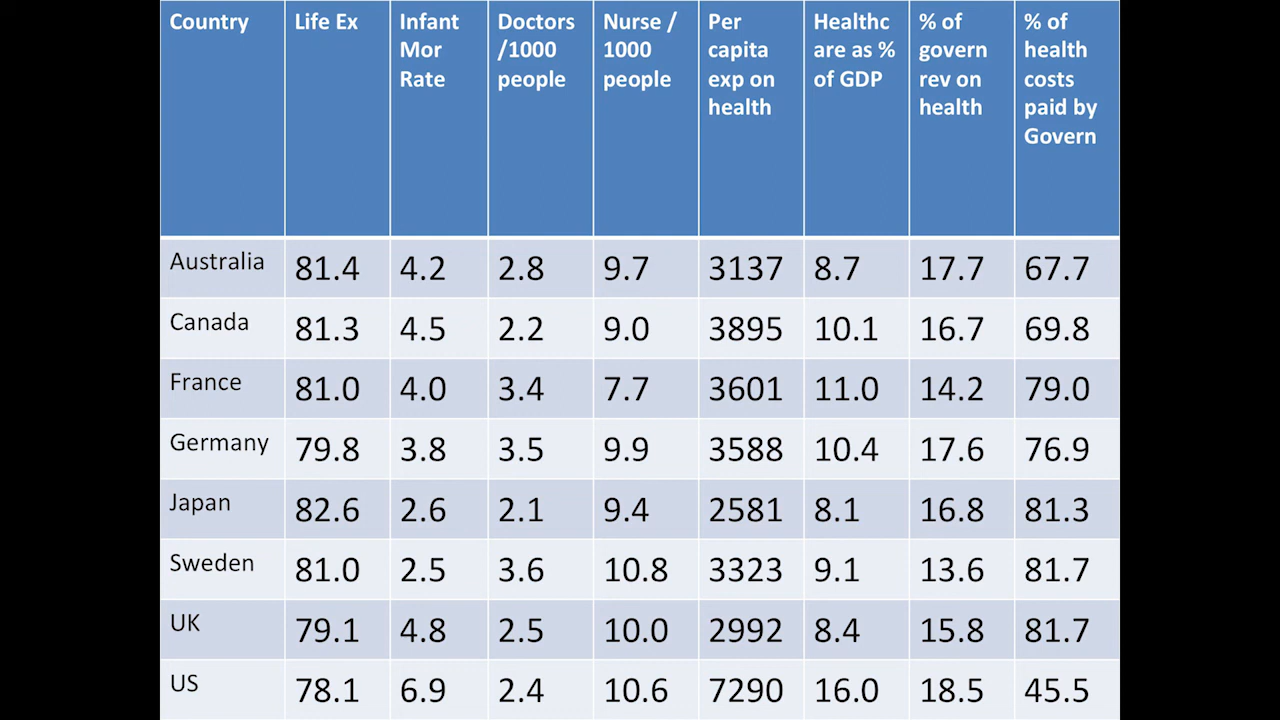 Country Life Ex Infant Mor Rate Doctors /1000 people Nurse / 1000 people Per capita exp on health Healthc are as % of GDP % of govern rev on health % of health costs paid by Govern
Australia 81.4 4.2 2.8 9.7 3137 8.7 17.7 67.7
Canada 81.3 4.5 2.2 9.0 3895 10.1 16.7 69.8
France 81.0 4.0 3.4 7.7 3601 11.0 14.2 79.0
Germany 79.8 3.8 3.5 9.9 3588 10.4 17.6 76.9
Japan 82.6 2.6 2.1 9.4 2581 8.1 16.8 81.3
Sweden 81.0 2.5 3.6 10.8 3323 9.1 13.6 81.7
UK 79.1 4.8 2.5 10.0 2992 8.4 15.8 81.7
US 78.1 6.9 2.4 10.6 7290 16.0 18.5 45.5